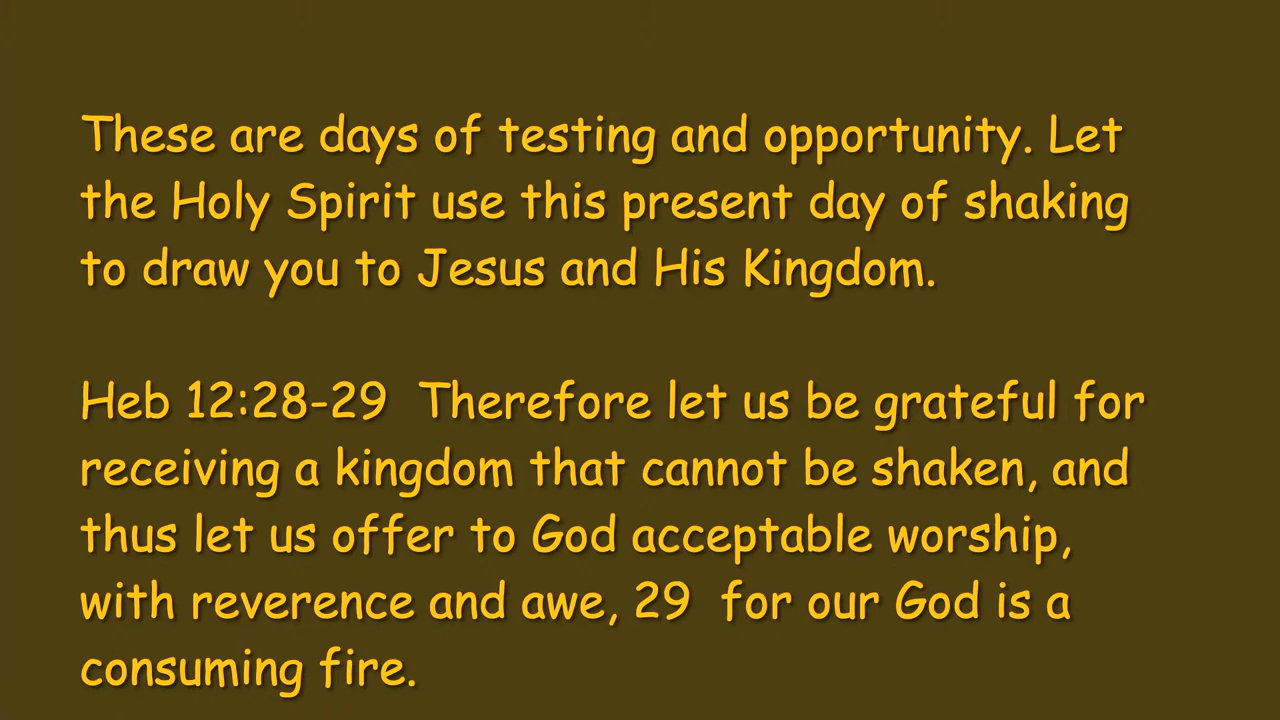 These are days of testing and opportunity. Let
the Holy Spirit use this present day of shaking
to draw you to Jesus and His Kingdom.
Heb 12:28-29  Therefore let us be grateful for
receiving a kingdom that cannot be shaken, and
thus let us offer to God acceptable worship,
with reverence and awe, 29  for our God is a
consuming fire.